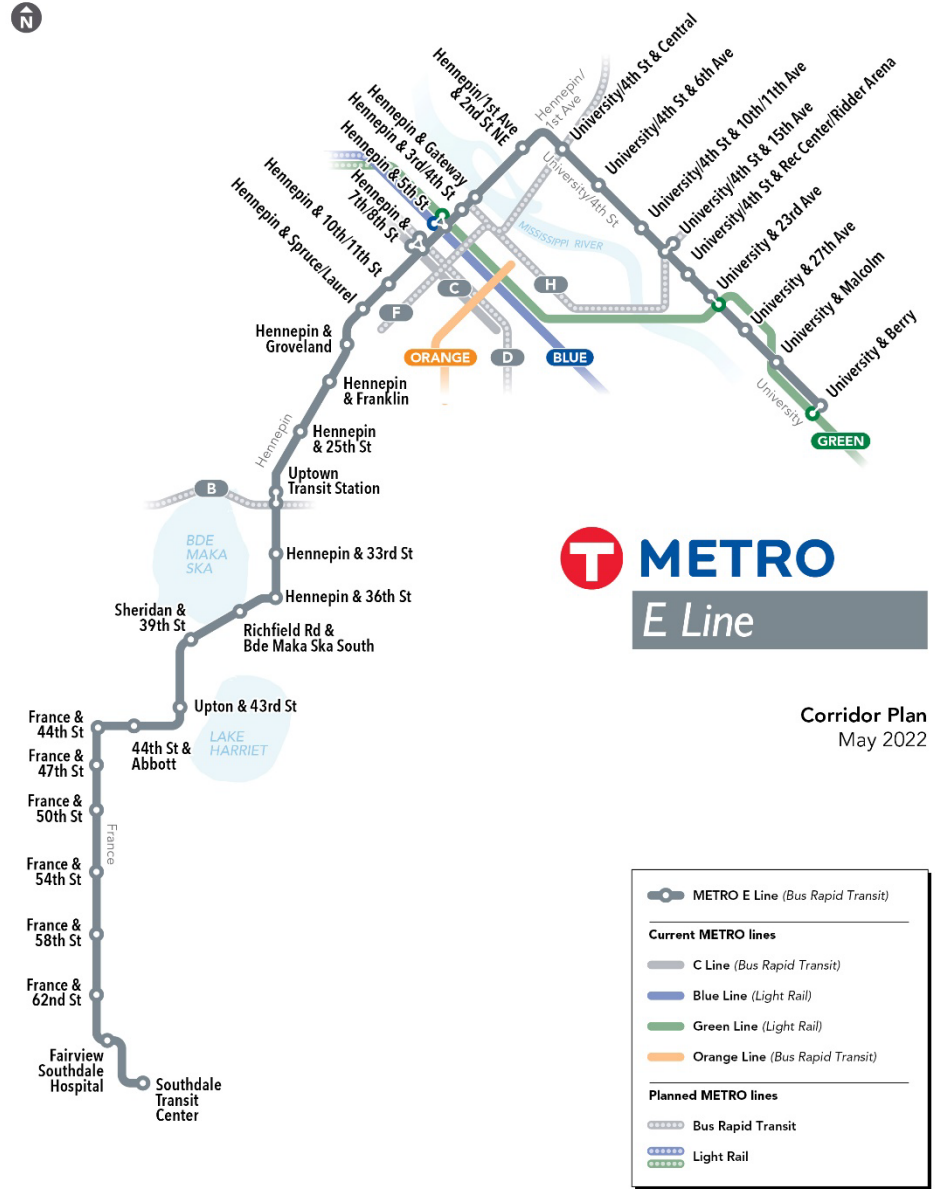 N
Hennepin/1st Ave
& 2nd St NE
Hennepin & Gateway
Hennepin & 3rd/4th St
Hennepin & 5th St
Hennepin &
7th/8th St
Hennepin & 10th/11th St
Hennepin & Spruce/Laurel
Hennepin &
Groveland
Hennepin
& Franklin
Hennepin
& 25th St
Uptown
Transit Station
Hennepin & 33rd St
Hennepin & 36th St
Richfield Rd &
Bde Maka Ska South
Sheridan &
39th St
Upton & 43rd St
44th St &
Abbott
France &
44th St
France &
47th St
France &
50th St
France &
54th St
France &
58th St
France &
62nd St
Fairview
Southdale
Hospital
Southdale
Transit
Center
Hennepin/
1st Ave
University/4th St
University/4th St & Central
University/4th St & 6th Ave
University/4th St & 10th/11th Ave
University/4th St & 15th Ave
University/4th St & Rec Center/Ridder Arena
University & 23rd Ave
University & 27th Ave
University & Malcolm
University & Berry
University
Hennepin
France
MISSISSIPPI RIVER
BDE
MAKA
SKA
LAKE
HARRIET
B
C
D
F
H
ORANGE
BLUE
GREEN
T METRO
E Line
Corridor Plan
May 2022
METRO E Line (Bus Rapid Transit)
Current METRO lines
C Line (Bus Rapid Transit)
Blue Line (Light Rail)
Green Line (Light Rail)
Orange Line (Bus Rapid Transit)
Planned METRO lines
Bus Rapid Transit
Light Rail